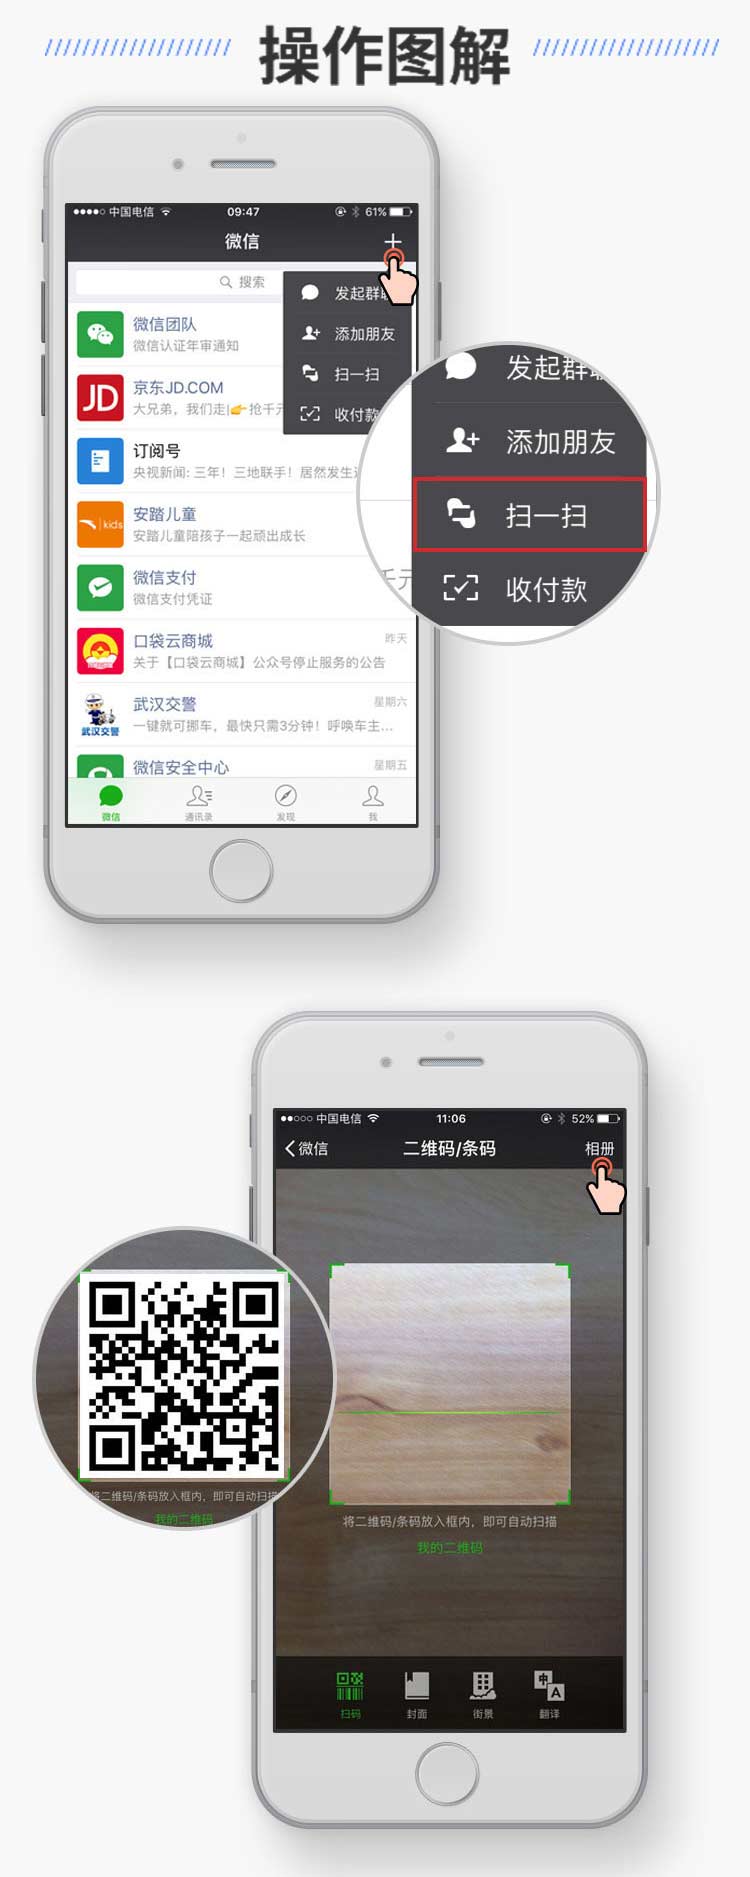 操作图解
中国电信 09:47 61%
微信
搜索
发起群聊
添加朋友
扫一扫
收付款
微信团队
微信认证年审通知
JD
京东JD.COM
大兄弟，我们走|👉抢千元
订阅号
央视新闻: 三年！三地联手！居然发生
kids
安踏儿童
安踏儿童陪孩子一起顽出成长
微信支付
微信支付凭证
口袋云商城
昨天
关于【口袋云商城】公众号停止服务的公告
武汉交警
武汉交警
星期六
一键就可挪车，最快只需3分钟！呼唤车主...
微信安全中心
星期五
微信
通讯录
发现
我
发起群聊
添加朋友
扫一扫
千元
收付款
中国电信 11:06 52%
微信
二维码/条码
相册
将二维码/条码放入框内，即可自动扫描
我的二维码
将二维码/条码放入框内，即可自动扫描
我的二维码
扫码
封面
街景
中A
翻译